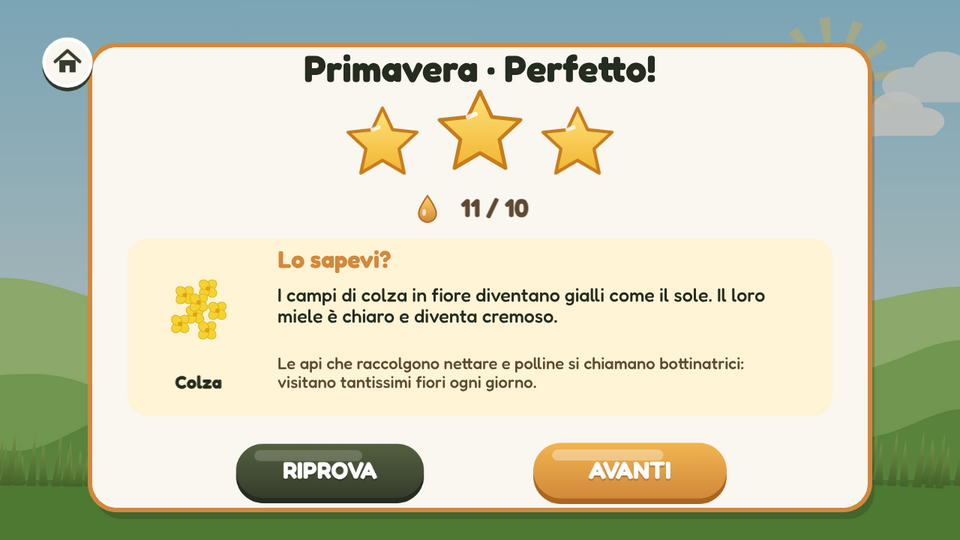 Primavera · Perfetto!
11 / 10
Lo sapevi?
I campi di colza in fiore diventano gialli come il sole. Il loro
miele è chiaro e diventa cremoso.
Le api che raccolgono nettare e polline si chiamano bottinatrici:
visitano tantissimi fiori ogni giorno.
Colza
RIPROVA
AVANTI